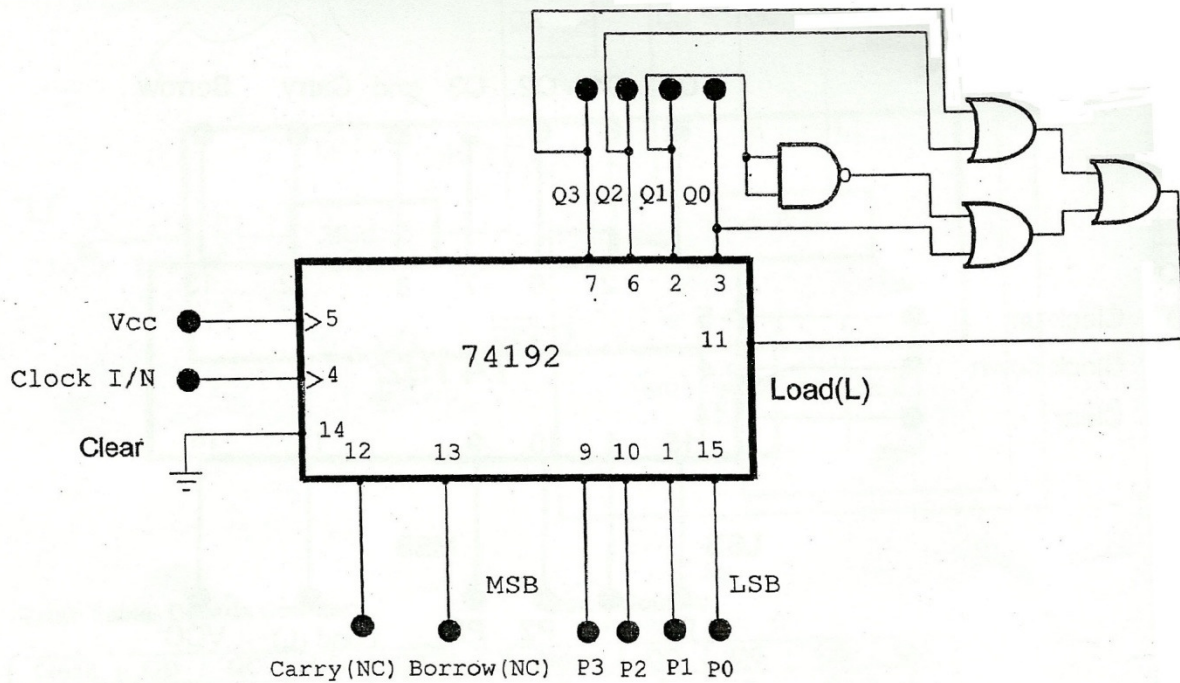 Q3 Q2 Q1 Q0
7 6 2 3
Vcc 5
11
74192
Clock I/N 4
Load(L)
Clear 14
12 13 9 10 1 15
MSB LSB
Carry(NC) Borrow(NC) P3 P2 P1 P0